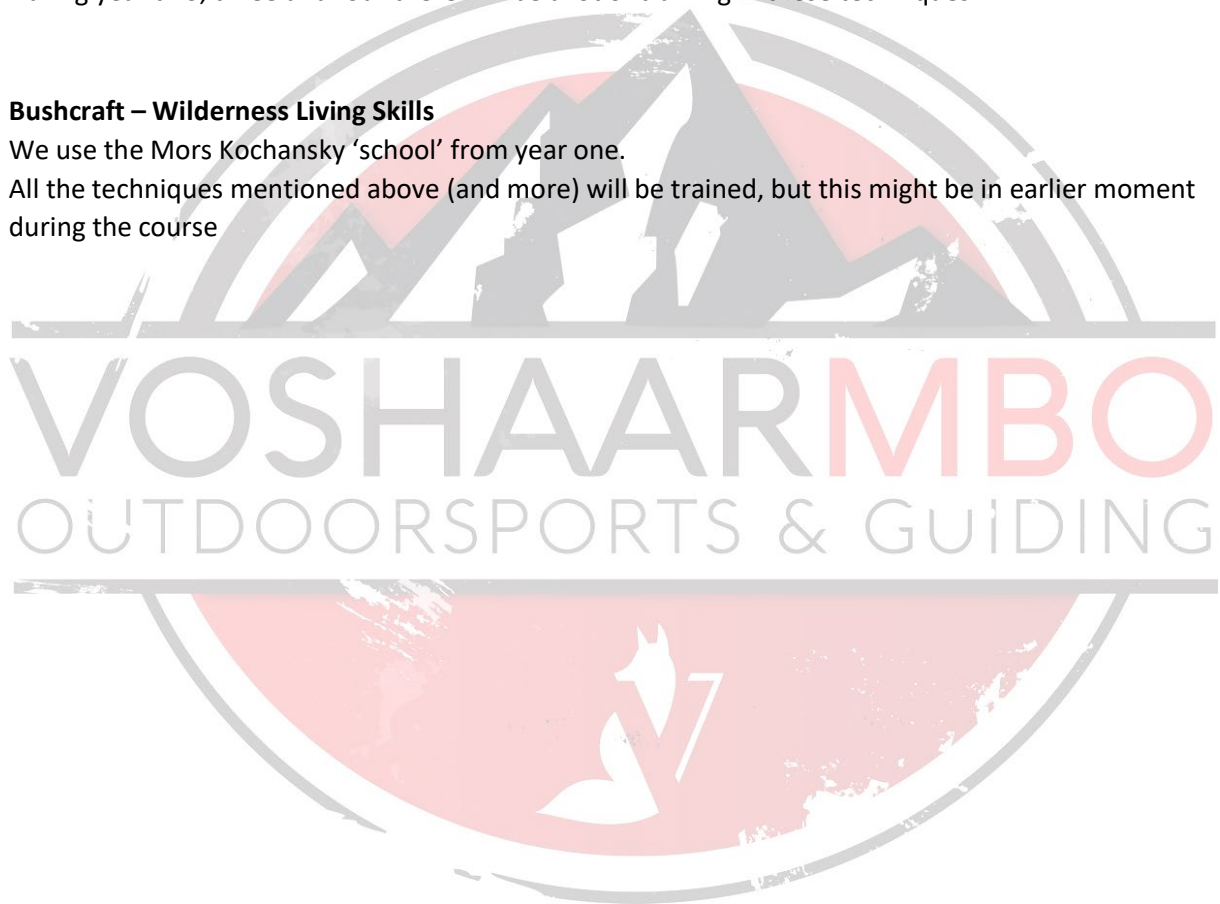 Bushcraft – Wilderness Living Skills
We use the Mors Kochansky ‘school’ from year one.
All the techniques mentioned above (and more) will be trained, but this might be in earlier moment
during the course
VOSHAARMBO
OUTDOORSPORTS & GUIDING
V7